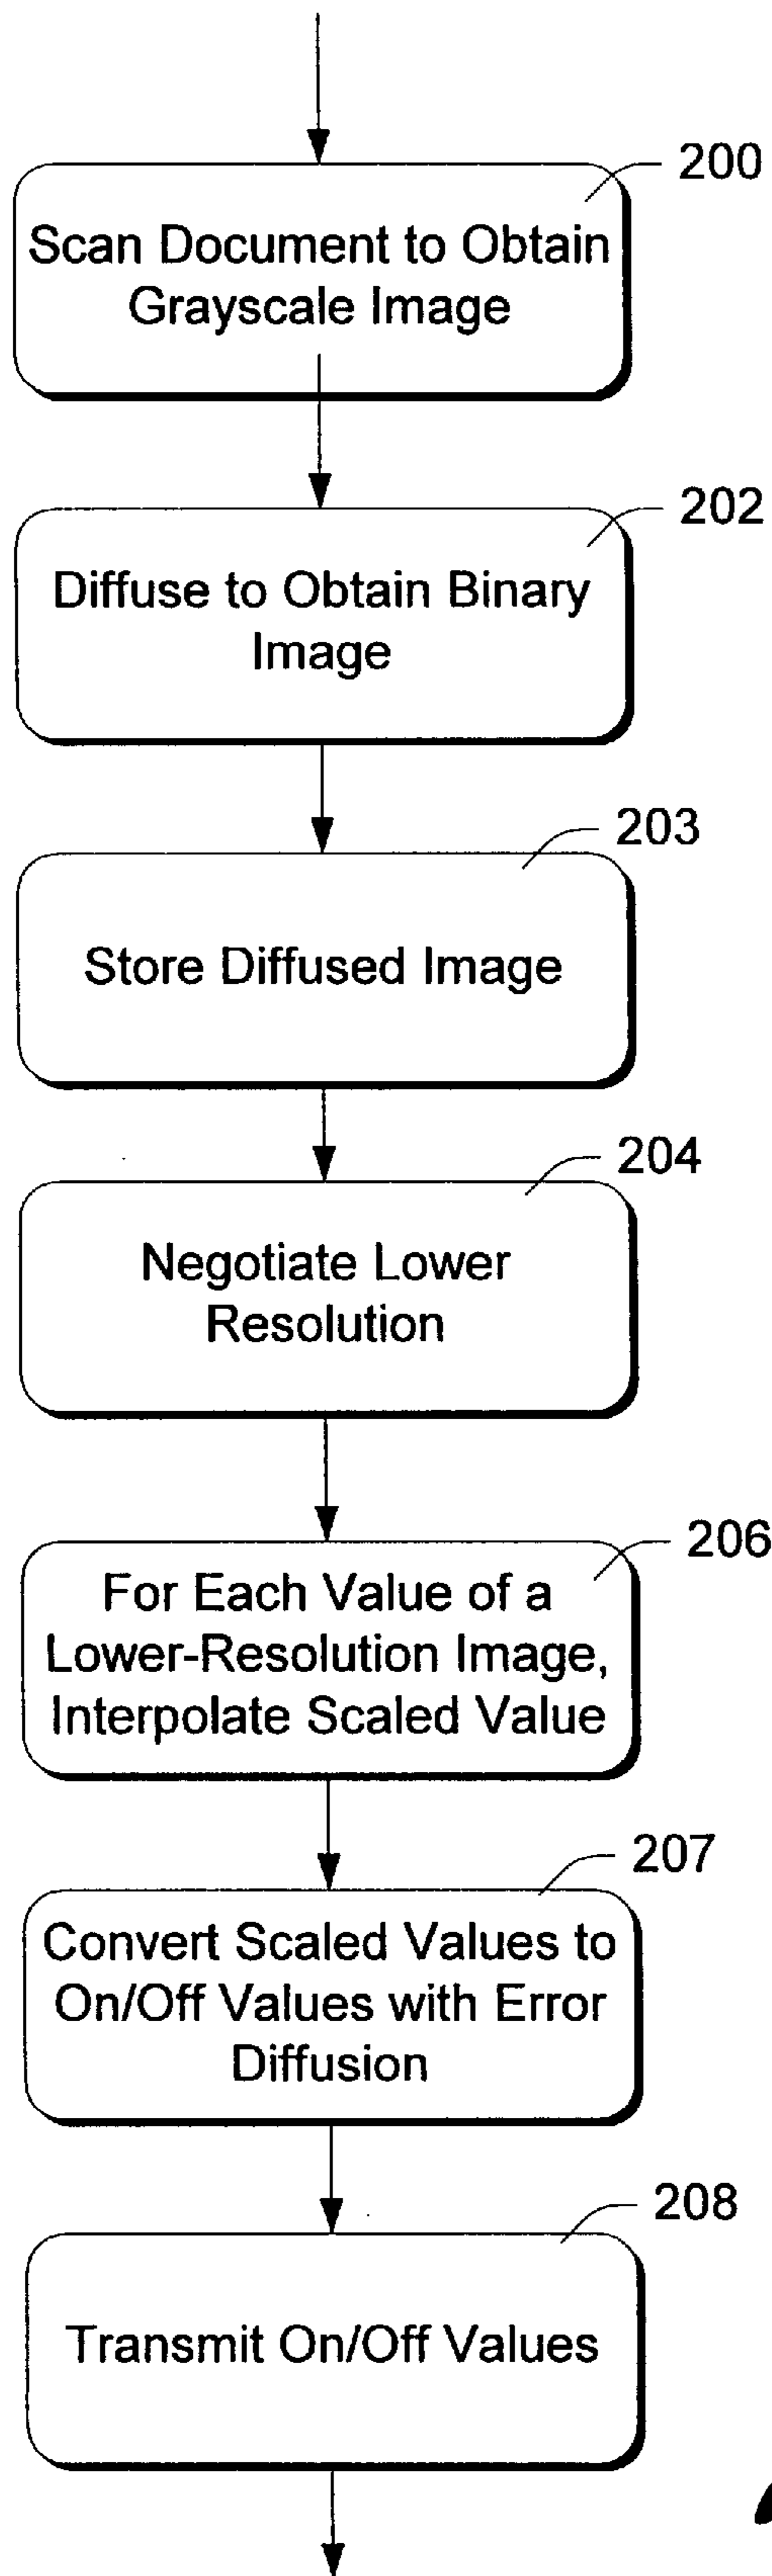 200
Scan Document to Obtain
Grayscale Image
202
Diffuse to Obtain Binary
Image
203
Store Diffused Image
204
Negotiate Lower
Resolution
206
For Each Value of a
Lower-Resolution Image,
Interpolate Scaled Value
207
Convert Scaled Values to
On/Off Values with Error
Diffusion
208
Transmit On/Off Values